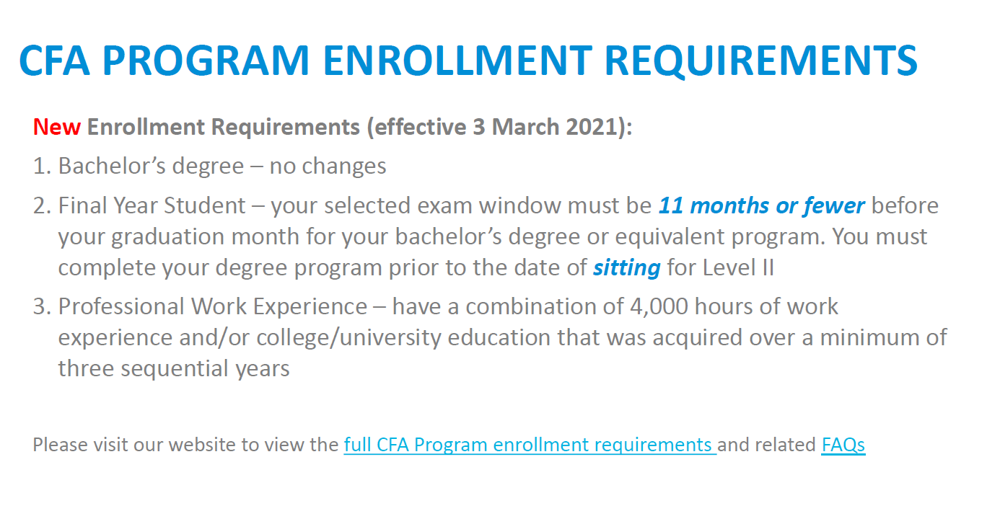 CFA PROGRAM ENROLLMENT REQUIREMENTS
New Enrollment Requirements (effective 3 March 2021):
1. Bachelor’s degree – no changes
2. Final Year Student – your selected exam window must be 11 months or fewer before
your graduation month for your bachelor’s degree or equivalent program. You must
complete your degree program prior to the date of sitting for Level II
3. Professional Work Experience – have a combination of 4,000 hours of work
experience and/or college/university education that was acquired over a minimum of
three sequential years
Please visit our website to view the full CFA Program enrollment requirements and related FAQs